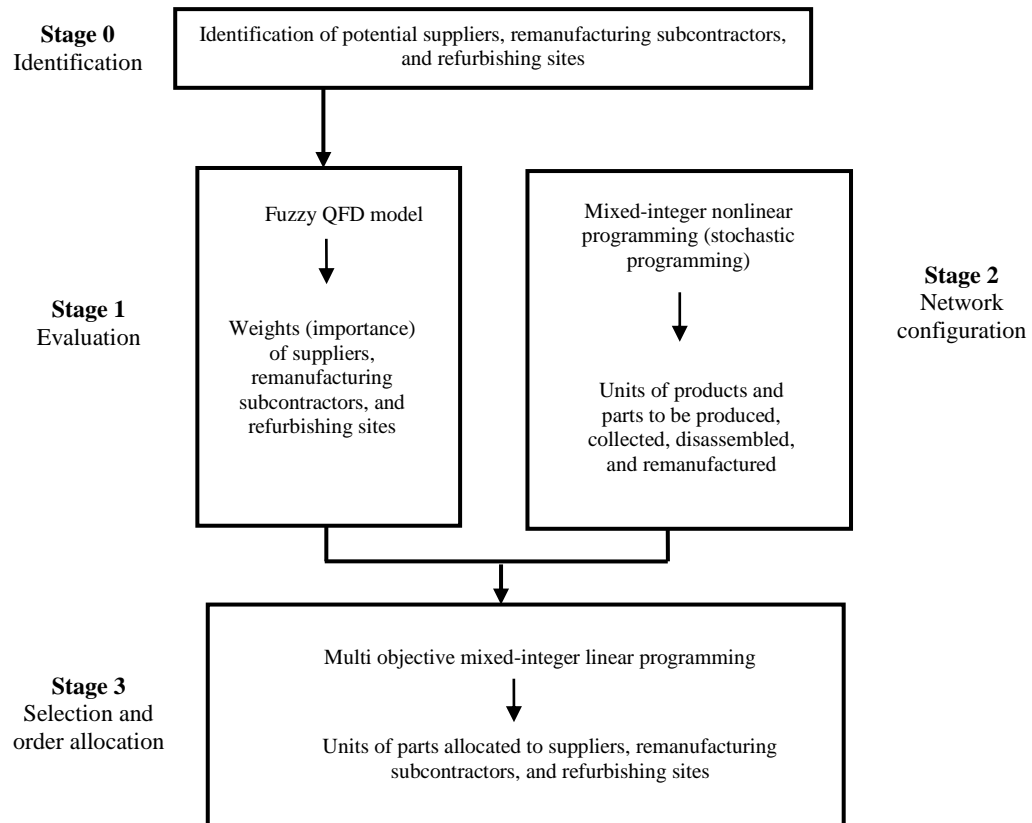 Stage 0
Identification
Identification of potential suppliers, remanufacturing subcontractors,
and refurbishing sites
Stage 1
Evaluation
Fuzzy QFD model
Weights (importance)
of suppliers,
remanufacturing
subcontractors, and
refurbishing sites
Mixed-integer nonlinear
programming (stochastic
programming)
Units of products and
parts to be produced,
collected, disassembled,
and remanufactured
Stage 2
Network
configuration
Stage 3
Selection and
order allocation
Multi objective mixed-integer linear programming
Units of parts allocated to suppliers, remanufacturing
subcontractors, and refurbishing sites